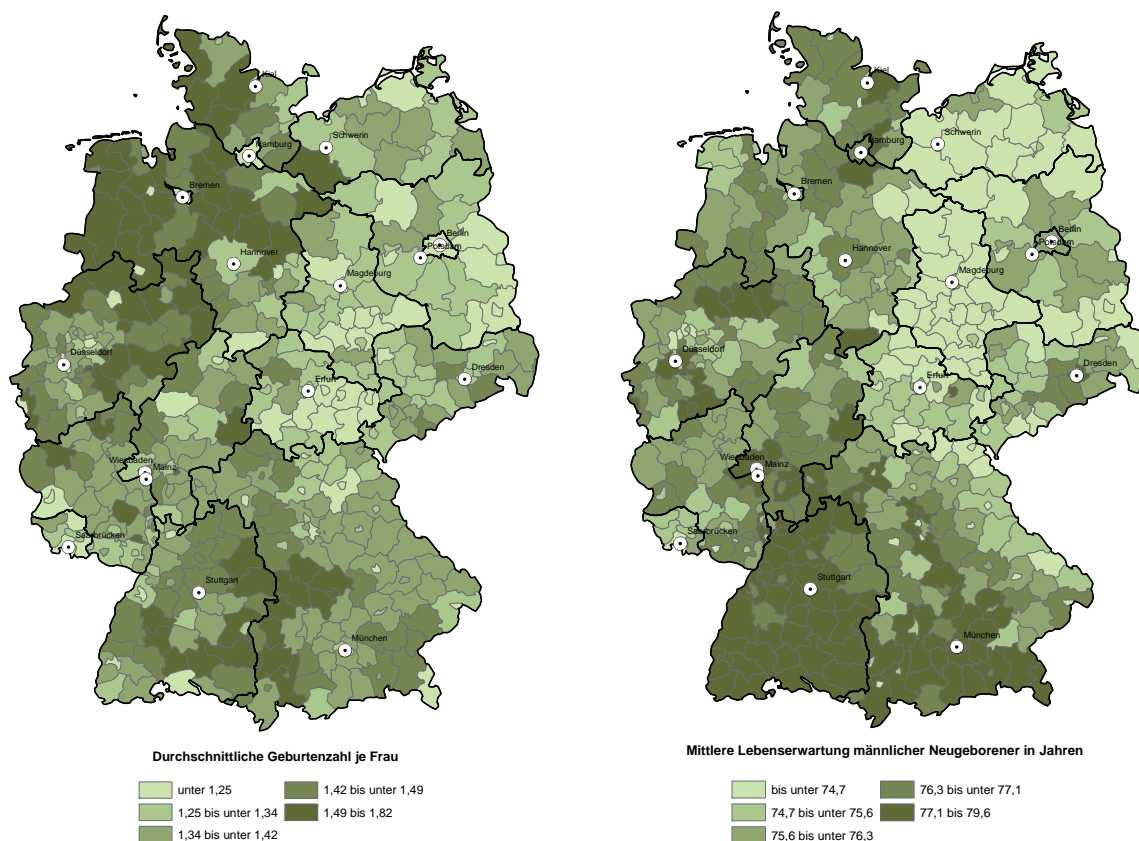 Kiel
Hamburg
Schwerin
Bremen
Berlin
Potsdam
Hannover
Magdeburg
Düsseldorf
Erfurt
Dresden
Wiesbaden
Mainz
Saarbrücken
Stuttgart
München
Durchschnittliche Geburtenzahl je Frau
unter 1,25
1,42 bis unter 1,49
1,25 bis unter 1,34
1,49 bis 1,82
1,34 bis unter 1,42
Kiel
Hamburg
Schwerin
Bremen
Berlin
Potsdam
Hannover
Magdeburg
Düsseldorf
Erfurt
Dresden
Wiesbaden
Mainz
Saarbrücken
Stuttgart
München
Mittlere Lebenserwartung männlicher Neugeborener in Jahren
bis unter 74,7
76,3 bis unter 77,1
74,7 bis unter 75,6
77,1 bis 79,6
75,6 bis unter 76,3